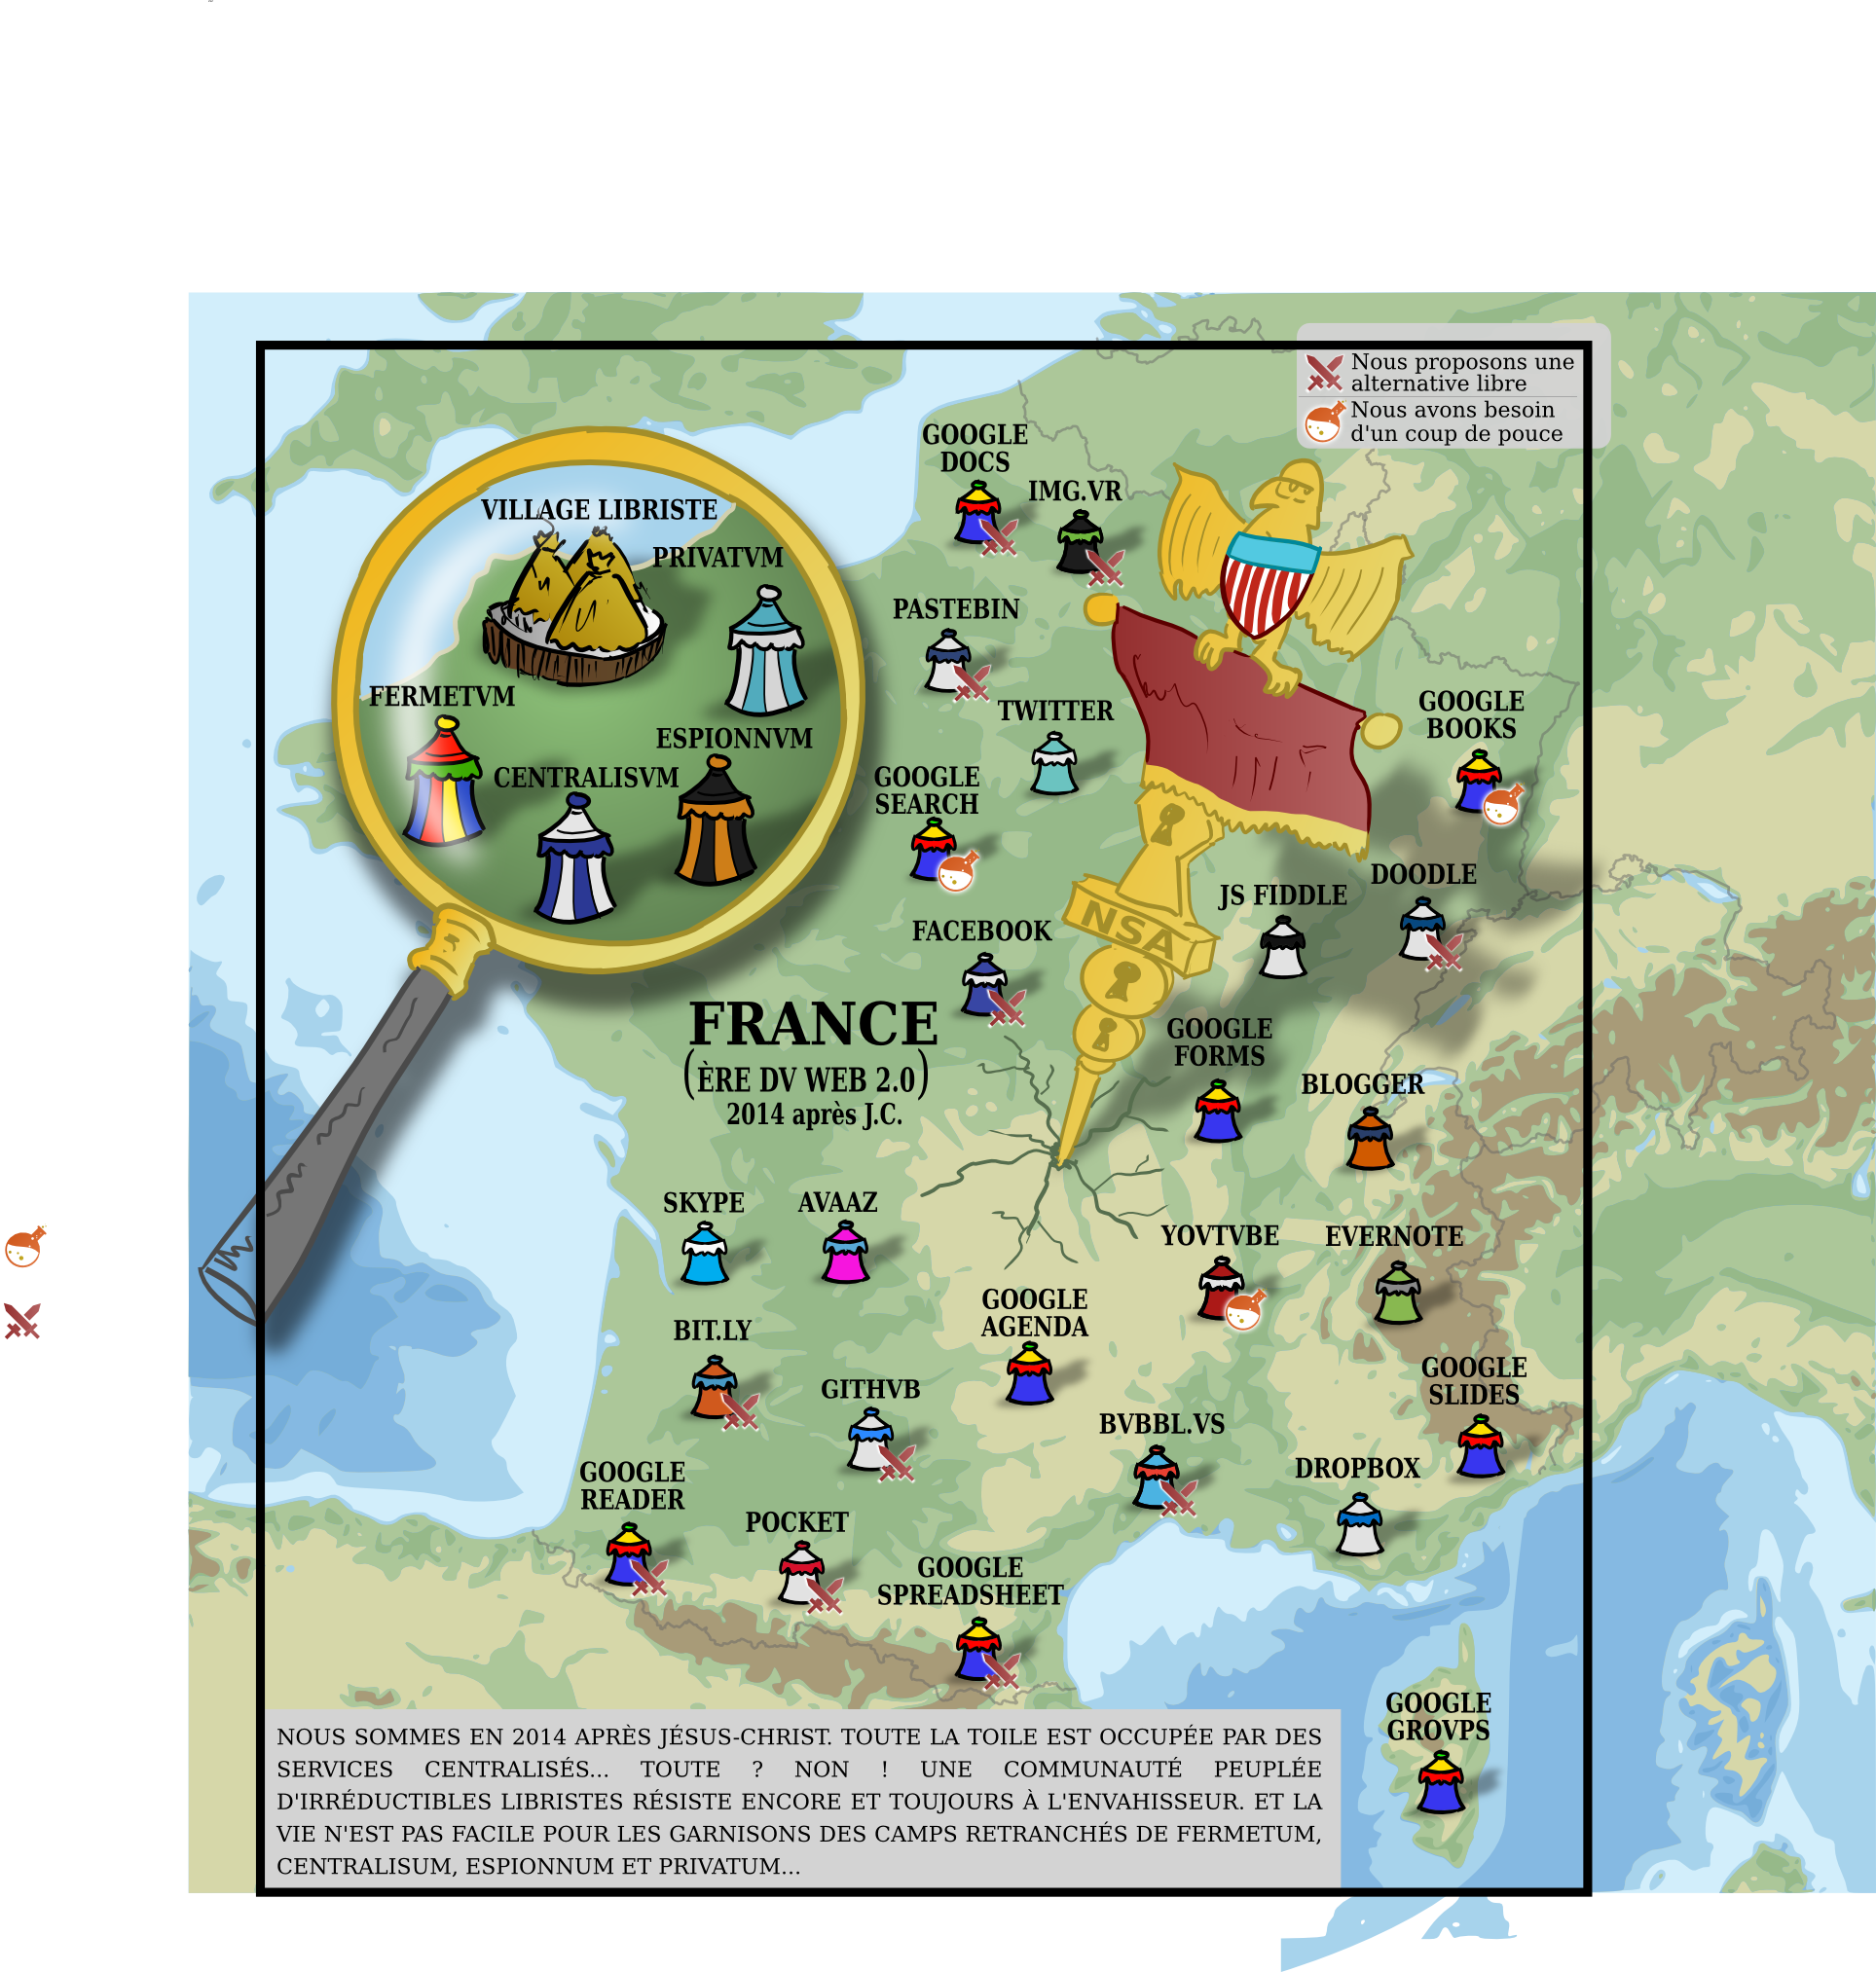 Nous proposons une
alternative libre
Nous avons besoin
d'un coup de pouce
GOOGLE
DOCS
IMG.VR
VILLAGE LIBRISTE
PRIVATVM
FERMETVM
ESPIONNVM
CENTRALISVM
PASTEBIN
TWITTER
GOOGLE
BOOKS
GOOGLE
SEARCH
DOODLE
JS FIDDLE
NSA
FACEBOOK
FRANCE
(ÈRE DV WEB 2.0)
2014 après J.C.
GOOGLE
FORMS
BLOGGER
SKYPE
AVAAZ
YOVTVBE
EVERNOTE
GOOGLE
AGENDA
BIT.LY
GITHVB
GOOGLE
SLIDES
BVBBL.VS
DROPBOX
GOOGLE
READER
POCKET
GOOGLE
SPREADSHEET
GOOGLE
GROVPS
NOUS SOMMES EN 2014 APRÈS JÉSUS-CHRIST. TOUTE LA TOILE EST OCCUPÉE PAR DES
SERVICES CENTRALISÉS... TOUTE ? NON ! UNE COMMUNAUTÉ PEUPLÉE
D'IRRÉDUCTIBLES LIBRISTES RÉSISTE ENCORE ET TOUJOURS À L'ENVAHISSEUR. ET LA
VIE N'EST PAS FACILE POUR LES GARNISONS DES CAMPS RETRANCHÉS DE FERMETUM,
CENTRALISUM, ESPIONNUM ET PRIVATUM...